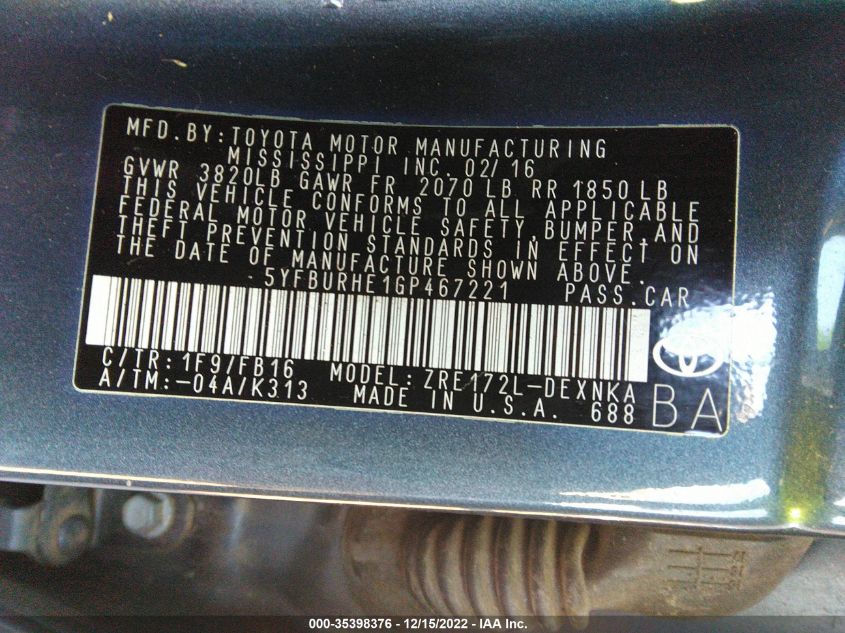 MFD.BY:TOYOTA MOTOR MANUFACTURING
MISSISSIPPI INC. 02/16
GVWR 3820LB GAWR FR 2070 LB RR 1850 LB
THIS VEHICLE CONFORMS TO ALL APPLICABLE
FEDERAL MOTOR VEHICLE SAFETY,BUMPER,AND
THEFT PREVENTION STANDARDS IN EFFECT ON
THE DATE OF MANUFACTURE SHOWN ABOVE.
5YFBURHE1GP467221 PASS.CAR
C/TR:1F9/FB16 MODEL:ZRE172L-DEXNKA
A/TM:-04A/K313 MADE IN U.S.A. 688
BA
000-35398376 - 12/15/2022 - IAA Inc.